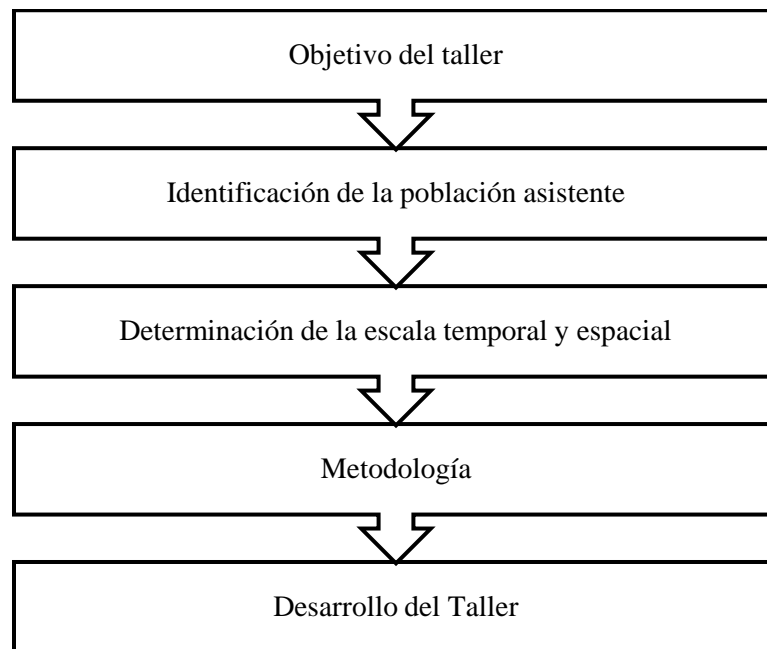 Objetivo del taller
Identificación de la población asistente
Determinación de la escala temporal y espacial
Metodología
Desarrollo del Taller